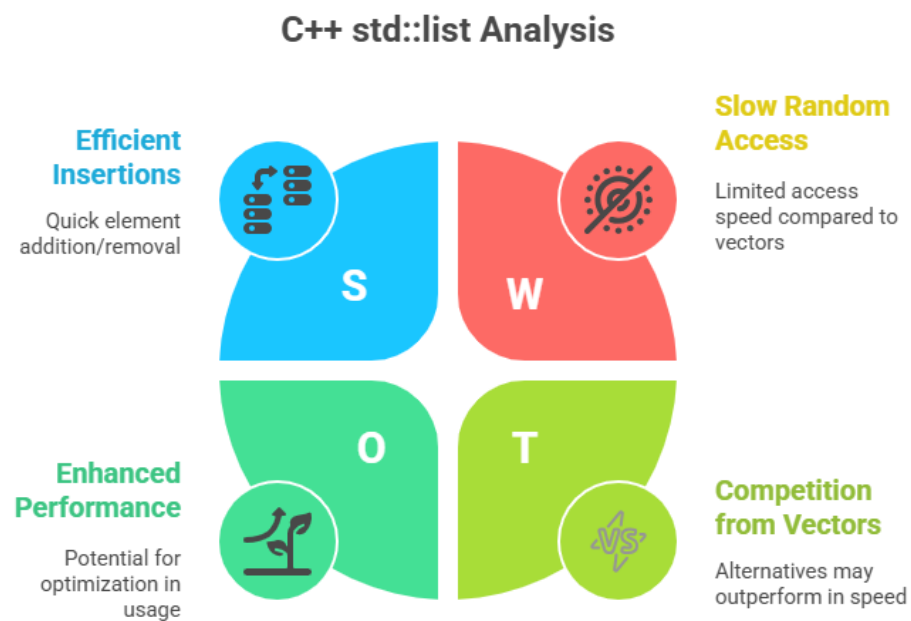 C++ std::list Analysis
Efficient
Insertions
Quick element
addition/removal
S
Slow Random
Access
Limited access
speed compared to
vectors
W
Enhanced
Performance
Potential for
optimization in
usage
O
T
Competition
from Vectors
Alternatives may
outperform in speed
VS